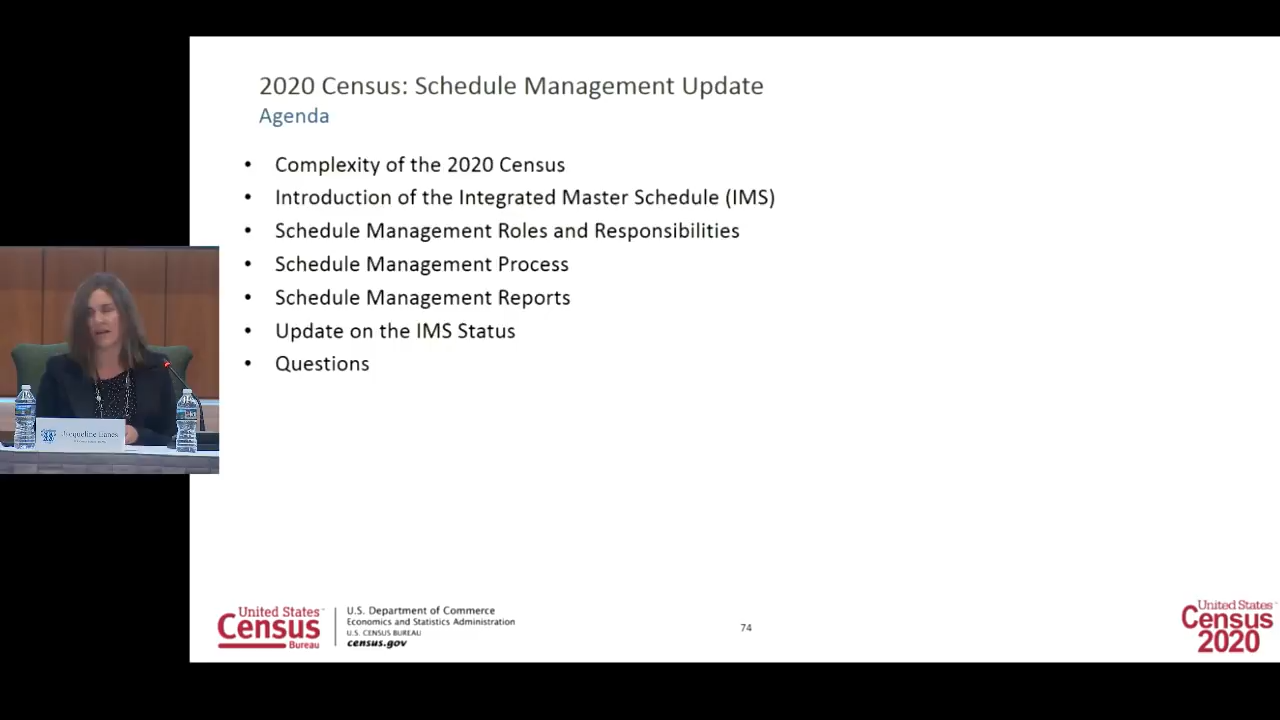 2020 Census: Schedule Management Update
Agenda
• Complexity of the 2020 Census
• Introduction of the Integrated Master Schedule (IMS)
• Schedule Management Roles and Responsibilities
• Schedule Management Process
• Schedule Management Reports
• Update on the IMS Status
• Questions
Jacqueline
United States
Census
Bureau
U.S. Department of Commerce
Economics and Statistics Administration
U.S. CENSUS BUREAU
census.gov
74
United States
Census
2020